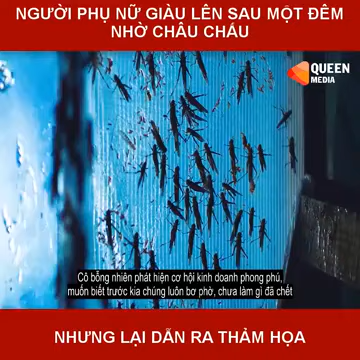 NGƯỜI PHỤ NỮ GIÀU LÊN SAU MỘT ĐÊM
NHỜ CHÂU CHẤU
QUEEN
MEDIA
Cô bỗng nhiên phát hiện cơ hội kinh doanh phong phú,
muốn biết trước kia chúng luôn bơ phờ, chưa làm gì đã chết
NHƯNG LẠI DẪN RA THẢM HỌA